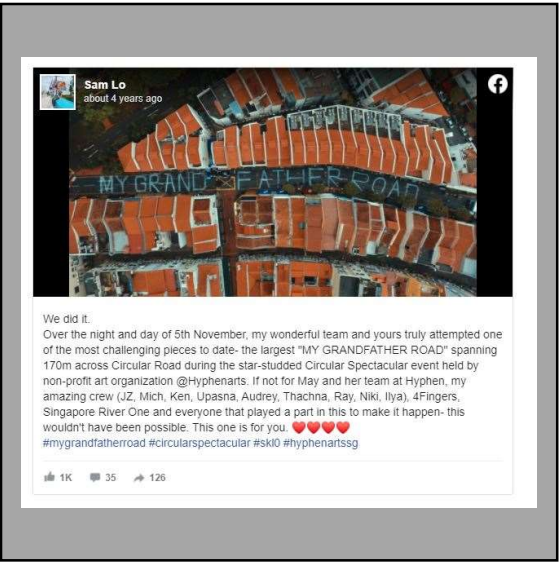 Sam Lo
about 4 years ago
MY GRAND FATHER ROAD
We did it.
Over the night and day of 5th November, my wonderful team and yours truly attempted one
of the most challenging pieces to date- the largest "MY GRANDFATHER ROAD" spanning
170m across Circular Road during the star-studded Circular Spectacular event held by
non-profit art organization @Hyphenarts. If not for May and her team at Hyphen, my
amazing crew (JZ, Mich, Ken, Upasna, Audrey, Thachna, Ray, Niki, Ilya), 4Fingers,
Singapore River One and everyone that played a part in this to make it happen- this
wouldn't have been possible. This one is for you. ❤❤❤❤
#mygrandfatherroad #circularspectacular #skl0 #hyphenartssg
1K 35 126